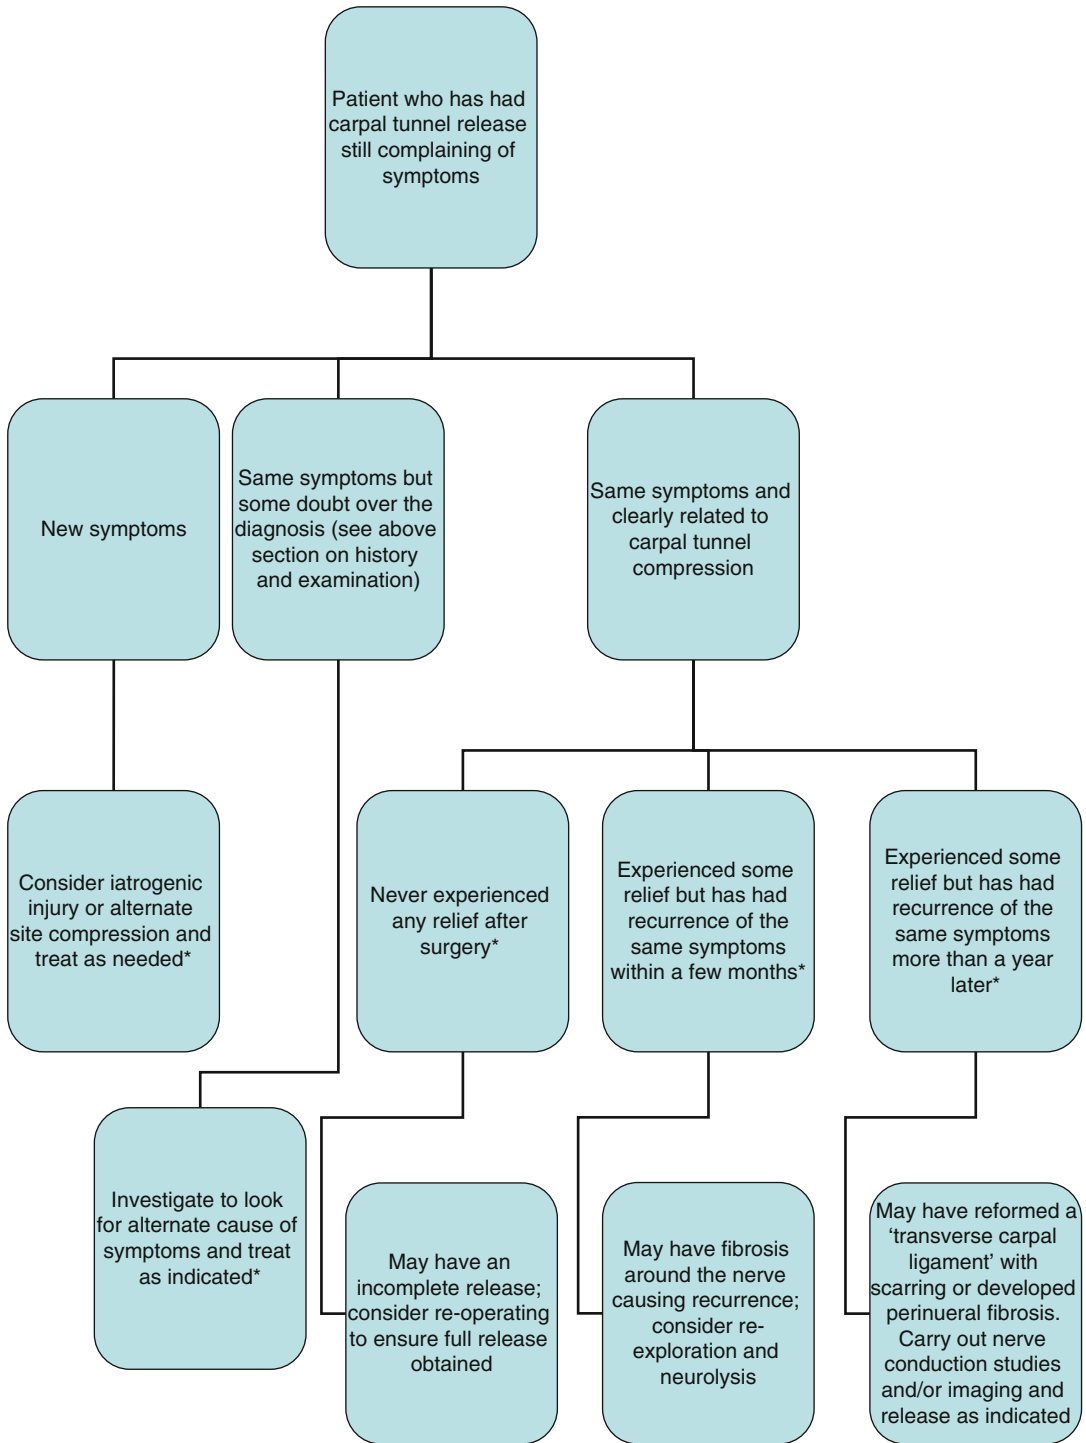 Patient who has had
carpal tunnel release
still complaining of
symptoms
New symptoms
Same symptoms but
some doubt over the
diagnosis (see above
section on history
and examination)
Same symptoms and
clearly related to
carpal tunnel
compression
Consider iatrogenic
injury or alternate
site compression and
treat as needed*
Never experienced
any relief after
surgery*
Experienced some
relief but has had
recurrence of the
same symptoms
within a few months*
Experienced some
relief but has had
recurrence of the
same symptoms
more than a year
later*
Investigate to look
for alternate cause of
symptoms and treat
as indicated*
May have an
incomplete release;
consider re-operating
to ensure full release
obtained
May have fibrosis
around the nerve
causing recurrence;
consider re-
exploration and
neurolysis
May have reformed a
‘transverse carpal
ligament’ with
scarring or developed
perinueral fibrosis.
Carry out nerve
conduction studies
and/or imaging and
release as indicated